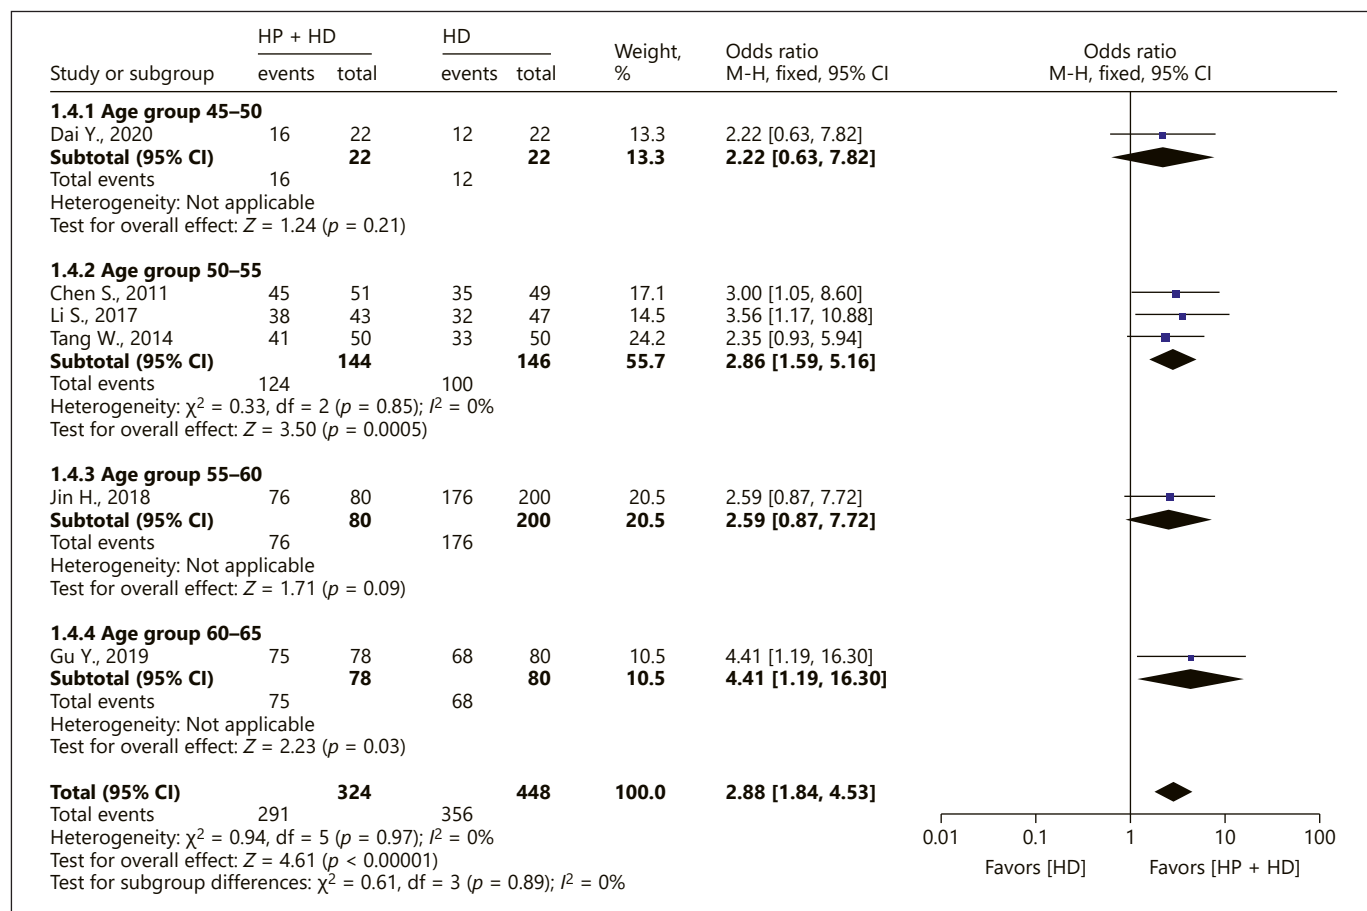 HP + HD HD Weight, Odds ratio Odds ratio
Study or subgroup events total events total % M-H, fixed, 95% CI M-H, fixed, 95% CI
1.4.1 Age group 45–50
Dai Y., 2020 16 22 12 22 13.3 2.22 [0.63, 7.82]
Subtotal (95% CI) 22 22 13.3 2.22 [0.63, 7.82]
Total events 16 12
Heterogeneity: Not applicable
Test for overall effect: Z = 1.24 (p = 0.21)
1.4.2 Age group 50–55
Chen S., 2011 45 51 35 49 17.1 3.00 [1.05, 8.60]
Li S., 2017 38 43 32 47 14.5 3.56 [1.17, 10.88]
Tang W., 2014 41 50 33 50 24.2 2.35 [0.93, 5.94]
Subtotal (95% CI) 144 146 55.7 2.86 [1.59, 5.16]
Total events 124 100
Heterogeneity: χ² = 0.33, df = 2 (p = 0.85); I² = 0%
Test for overall effect: Z = 3.50 (p = 0.0005)
1.4.3 Age group 55–60
Jin H., 2018 76 80 176 200 20.5 2.59 [0.87, 7.72]
Subtotal (95% CI) 80 200 20.5 2.59 [0.87, 7.72]
Total events 76 176
Heterogeneity: Not applicable
Test for overall effect: Z = 1.71 (p = 0.09)
1.4.4 Age group 60–65
Gu Y., 2019 75 78 68 80 10.5 4.41 [1.19, 16.30]
Subtotal (95% CI) 78 80 10.5 4.41 [1.19, 16.30]
Total events 75 68
Heterogeneity: Not applicable
Test for overall effect: Z = 2.23 (p = 0.03)
Total (95% CI) 324 448 100.0 2.88 [1.84, 4.53]
Total events 291 356
Heterogeneity: χ² = 0.94, df = 5 (p = 0.97); I² = 0%
Test for overall effect: Z = 4.61 (p < 0.00001)
Test for subgroup differences: χ² = 0.61, df = 3 (p = 0.89); I² = 0%
0.01 0.1 1 10 100
Favors [HD] Favors [HP + HD]